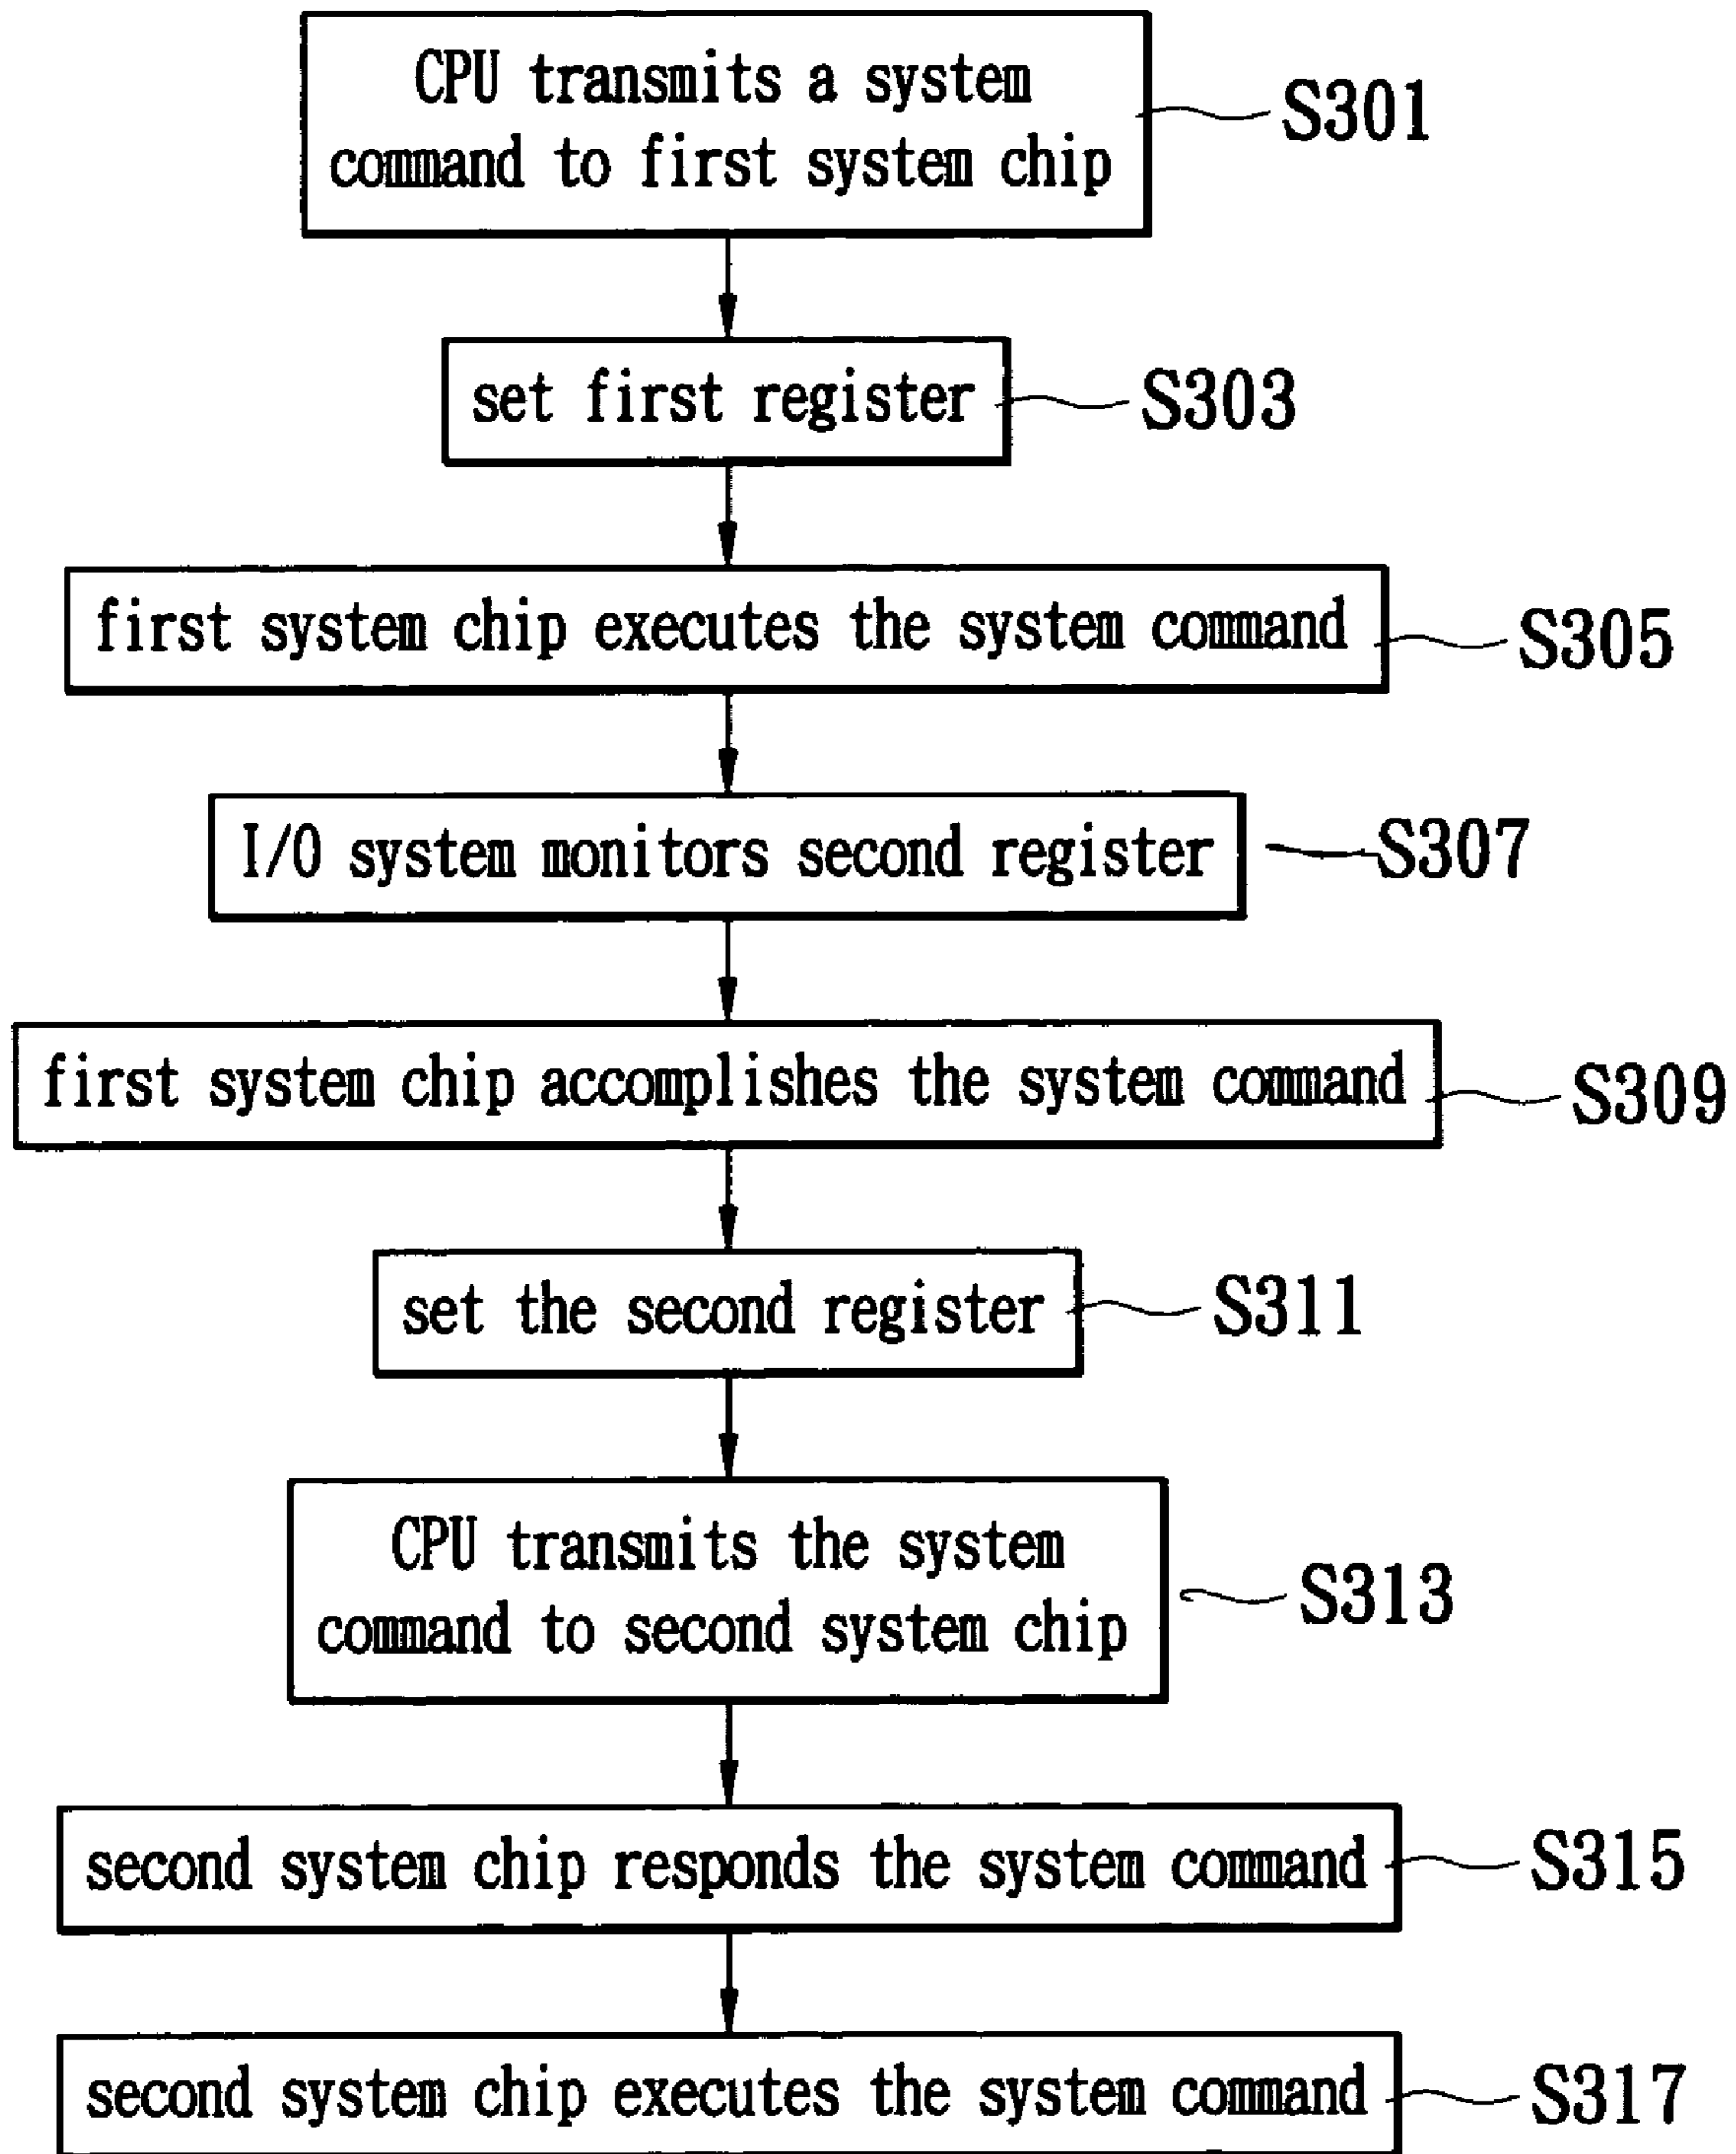 CPU transmits a system
command to first system chip
S301
set first register
S303
first system chip executes the system command
S305
I/O system monitors second register
S307
first system chip accomplishes the system command
S309
set the second register
S311
CPU transmits the system
command to second system chip
S313
second system chip responds the system command
S315
second system chip executes the system command
S317